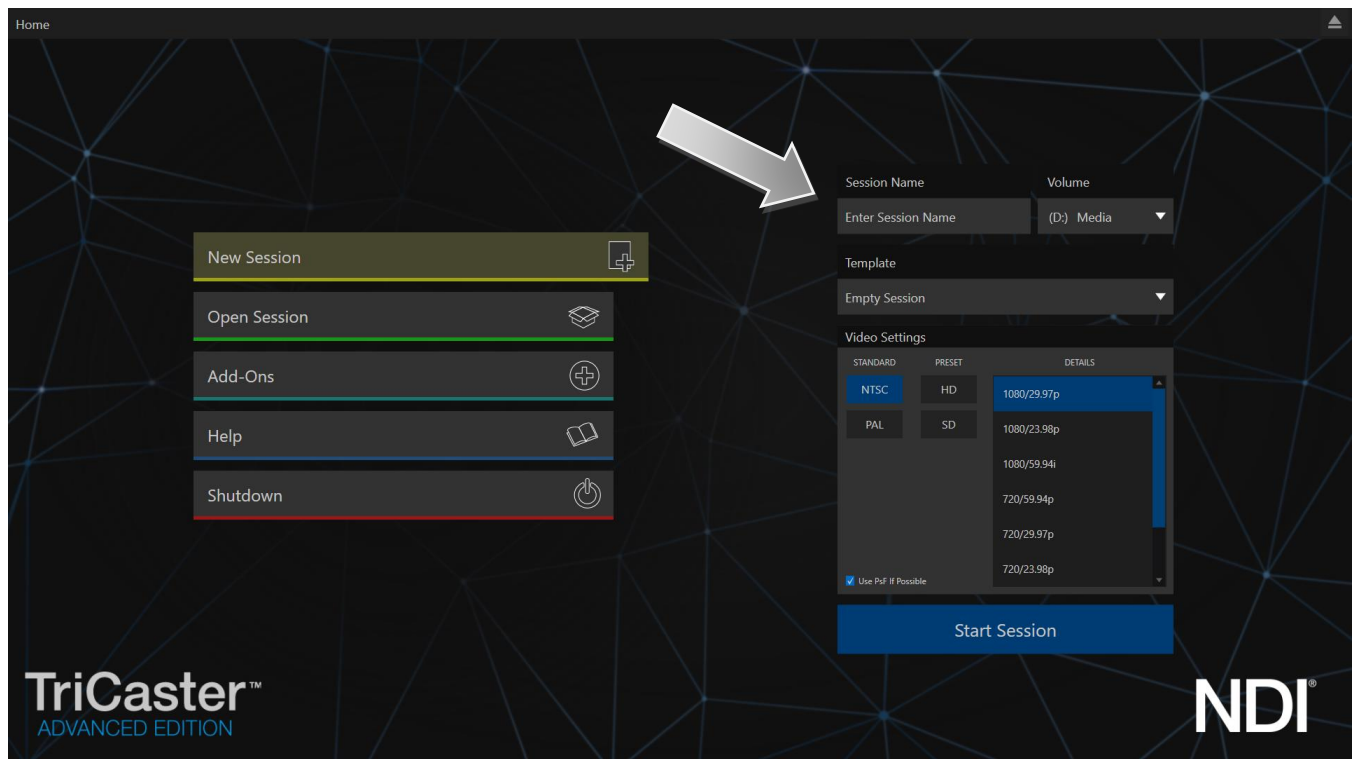 Home
New Session
Open Session
Add-Ons
Help
Shutdown
Session Name Volume
Enter Session Name (D:) Media
Template
Empty Session
Video Settings
STANDARD PRESET DETAILS
NTSC HD 1080/29.97p
PAL SD 1080/23.98p
1080/59.94i
720/59.94p
720/29.97p
720/23.98p
Use PsF If Possible
Start Session
TriCaster™
ADVANCED EDITION
NDI®